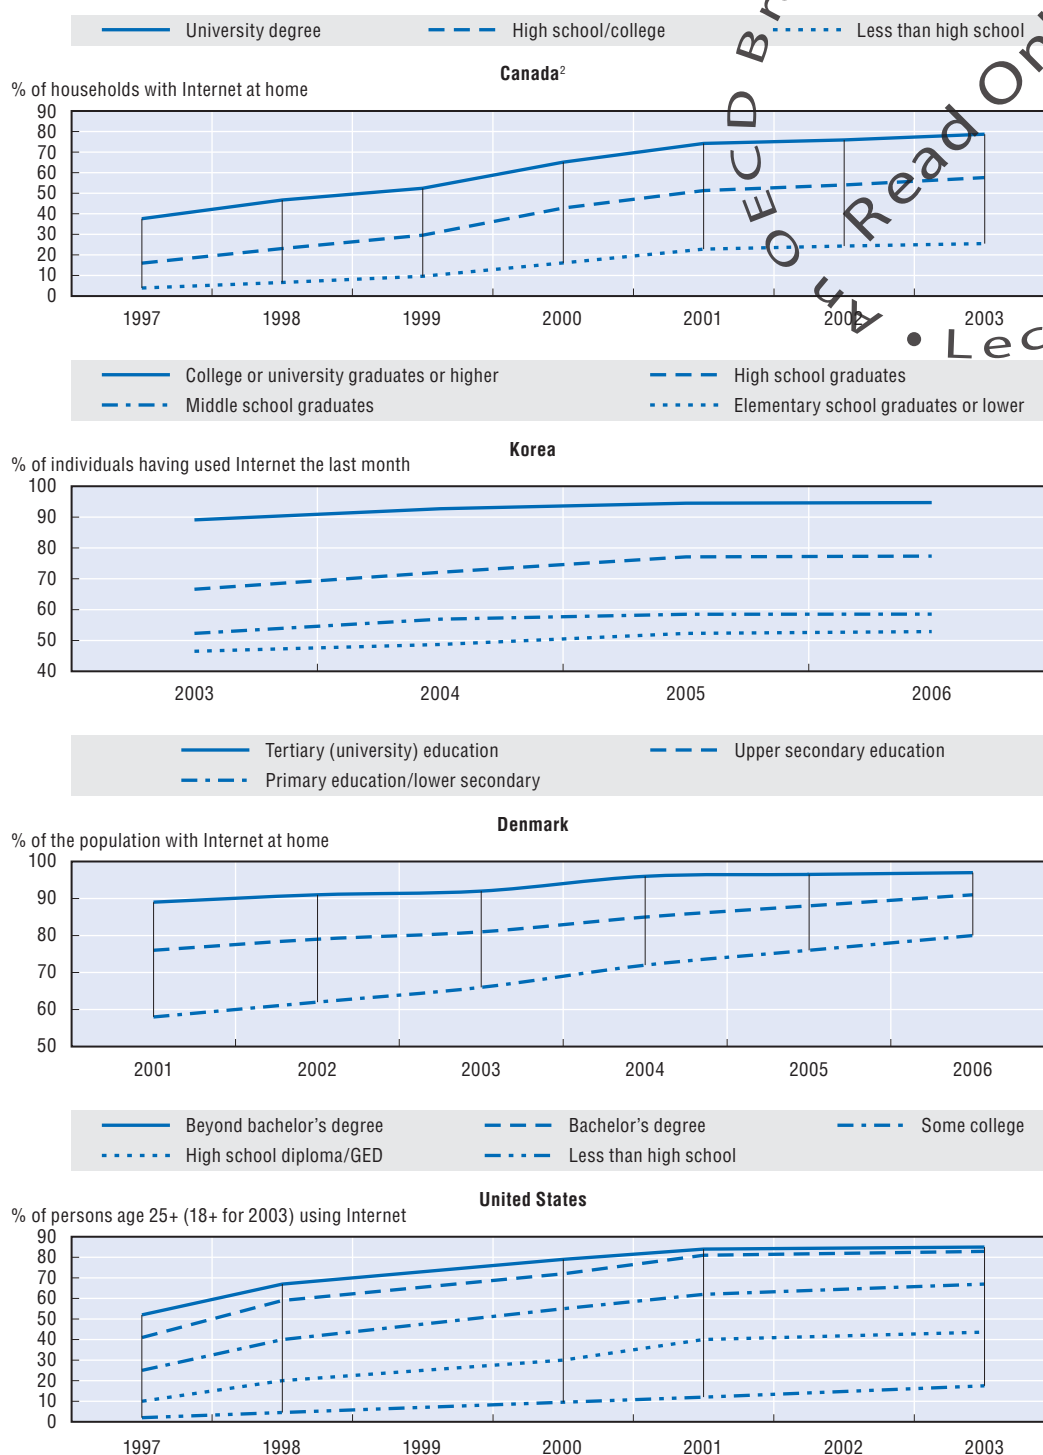 University degree High school/college Less than high school
Canada2
% of households with Internet at home
90
80
70
60
50
40
30
20
10
0
1997 1998 1999 2000 2001 2002 2003
College or university graduates or higher High school graduates
Middle school graduates Elementary school graduates or lower
Korea
% of individuals having used Internet the last month
100
90
80
70
60
50
40
2003 2004 2005 2006
Tertiary (university) education Upper secondary education
Primary education/lower secondary
Denmark
% of the population with Internet at home
100
90
80
70
60
50
2001 2002 2003 2004 2005 2006
Beyond bachelor's degree Bachelor's degree Some college
High school diploma/GED Less than high school
United States
% of persons age 25+ (18+ for 2003) using Internet
90
80
70
60
50
40
30
20
10
0
1997 1998 1999 2000 2001 2002 2003
An OECD
Read